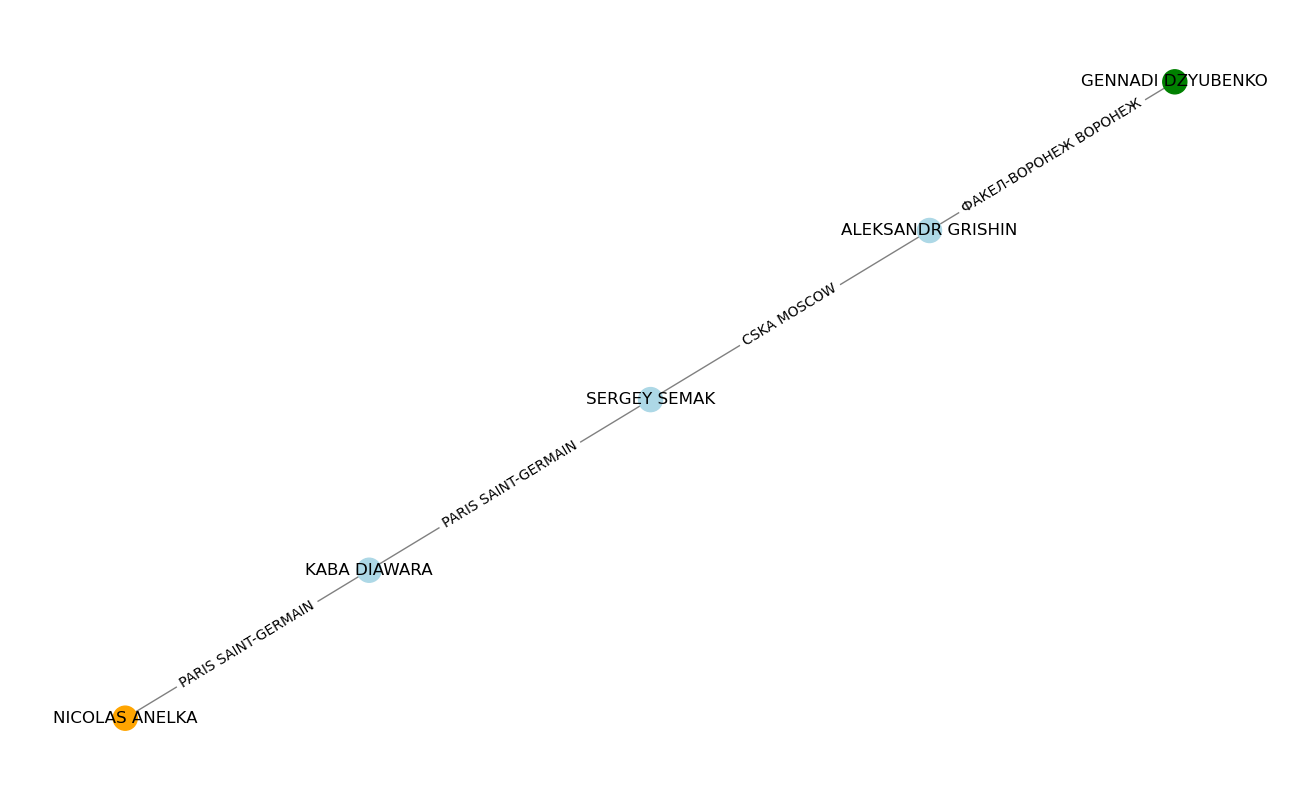 GENNADI DZYUBENKO
ФАКЕЛ-ВОРОНЕЖ ВОРОНЕЖ
ALEKSANDR GRISHIN
CSKA MOSCOW
SERGEY SEMAK
PARIS SAINT-GERMAIN
KABA DIAWARA
PARIS SAINT-GERMAIN
NICOLAS ANELKA